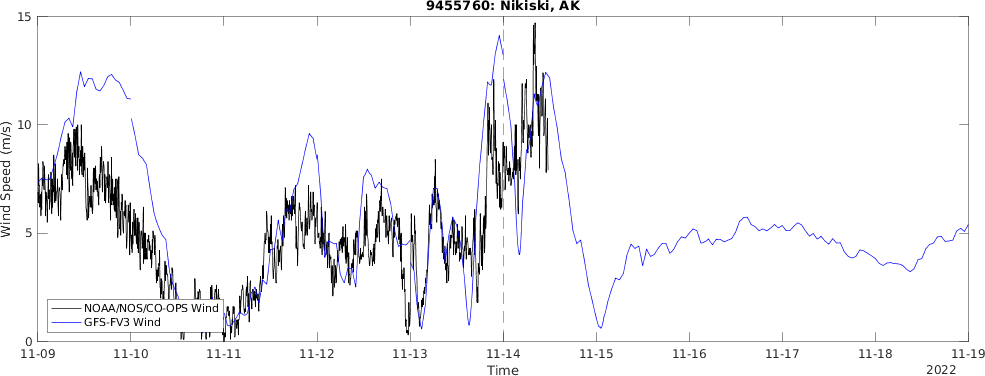 9455760: Nikiski, AK
Wind Speed (m/s)
15
10
5
0
NOAA/NOS/CO-OPS Wind
GFS-FV3 Wind
11-09 11-10 11-11 11-12 11-13 11-14 11-15 11-16 11-17 11-18 11-19
Time
2022